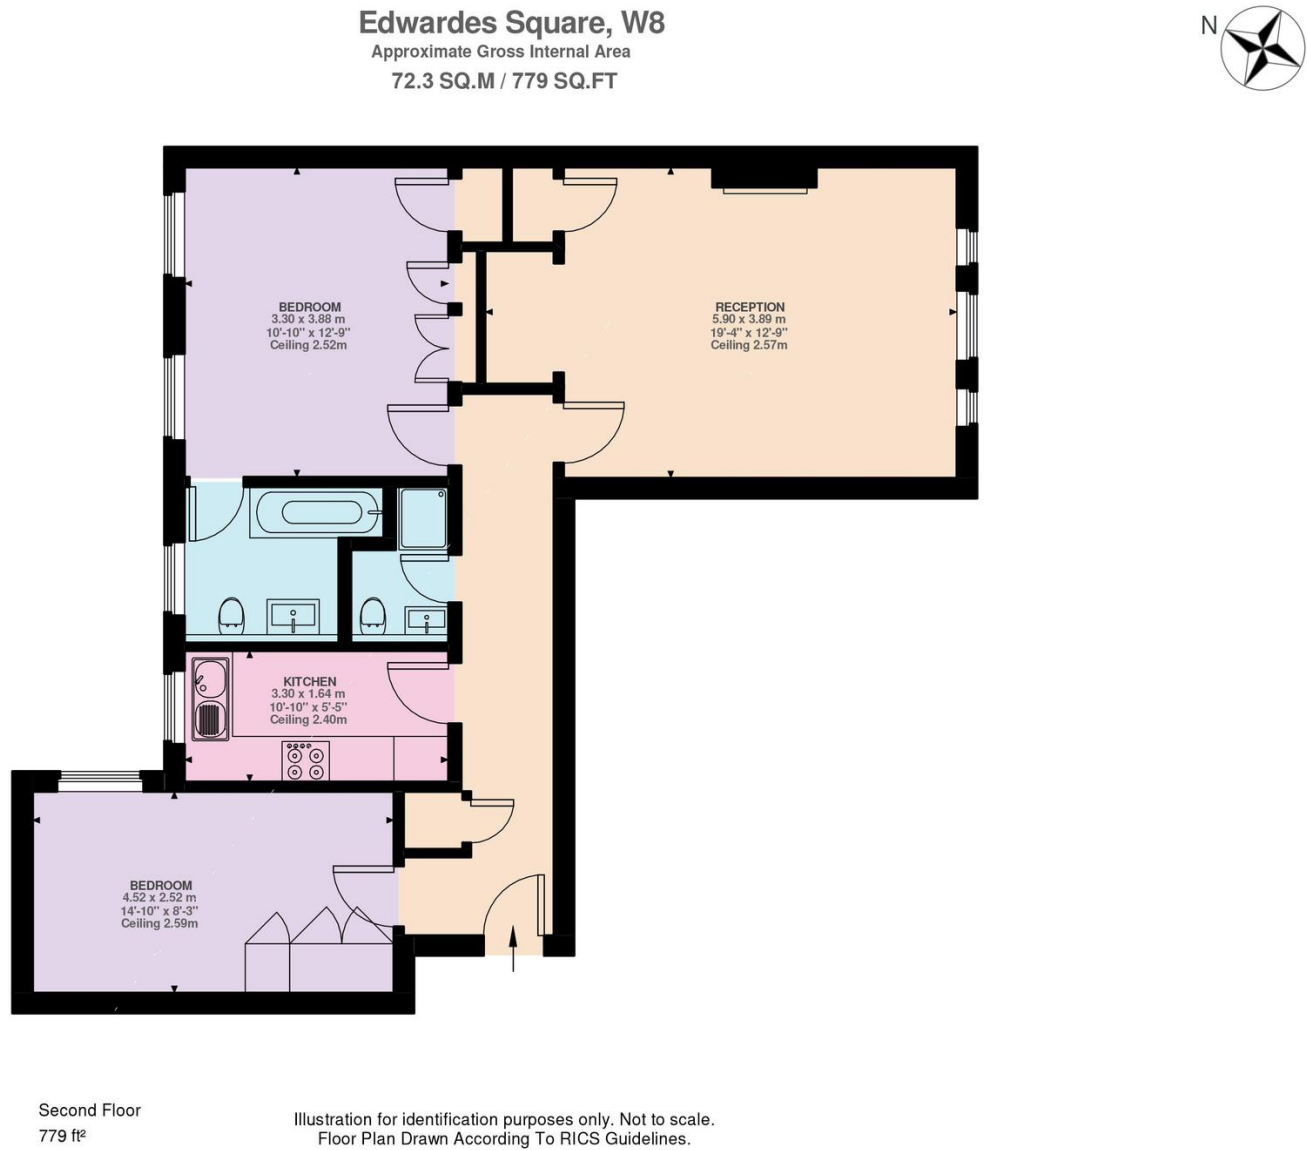 Edwardes Square, W8
Approximate Gross Internal Area
72.3 SQ.M / 779 SQ.FT
N
BEDROOM
3.30 x 3.88 m
10'-10" x 12'-9"
Ceiling 2.52m
RECEPTION
5.90 x 3.89 m
19'-4" x 12'-9"
Ceiling 2.57m
KITCHEN
3.30 x 1.64 m
10'-10" x 5'-5"
Ceiling 2.40m
BEDROOM
4.52 x 2.52 m
14'-10" x 8'-3"
Ceiling 2.59m
Second Floor
779 ft²
Illustration for identification purposes only. Not to scale.
Floor Plan Drawn According To RICS Guidelines.